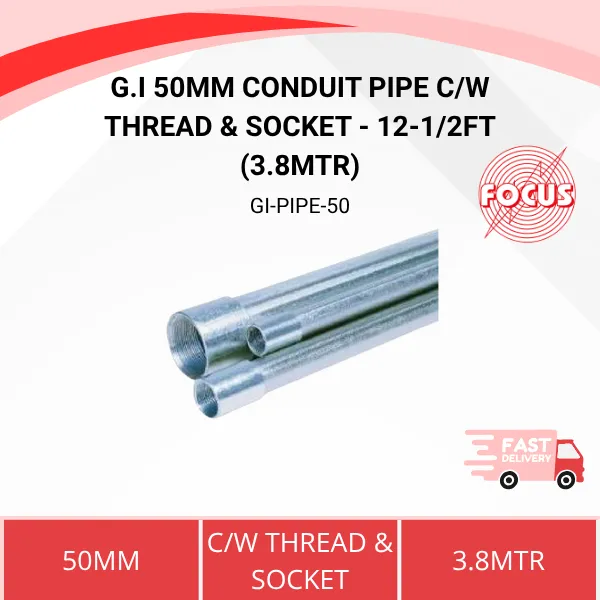 G.I 50MM CONDUIT PIPE C/W
THREAD & SOCKET - 12-1/2FT
(3.8MTR)
GI-PIPE-50
FOCUS
FAST
DELIVERY
50MM
C/W THREAD &
SOCKET
3.8MTR